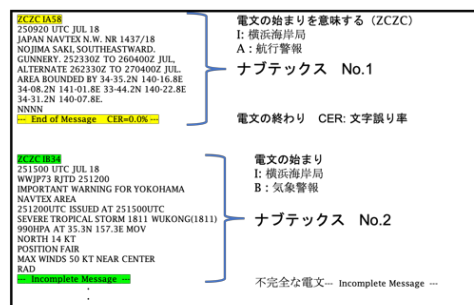 ZCZC IA58
250920 UTC JUL 18
JAPAN NAVTEX N.W. NR 1437/18
NOJIMA SAKI, SOUTHEASTWARD.
GUNNERY. 252330Z TO 260400Z JUL,
ALTERNATE 262330Z TO 270400Z JUL.
AREA BOUNDED BY 34-35.2N 140-16.8E
34-08.2N 141-01.8E 33-44.2N 140-22.8E
34-31.2N 140-07.8E.
NNNN
--- End of Message CER=0.0% ---
電文の始まりを意味する(ZCZC)
I: 横浜海岸局
A:航行警報
ナブテックス No.1
電文の終わり CER: 文字誤り率
ZCZC IB34
251500 UTC JUL 18
WWJP73 RJTD 251200
IMPORTANT WARNING FOR YOKOHAMA
NAVTEX AREA
251200UTC ISSUED AT 251500UTC
SEVERE TROPICAL STORM 1811 WUKONG(1811)
990HPA AT 35.3N 157.3E MOV
NORTH 14 KT
POSITION FAIR
MAX WINDS 50 KT NEAR CENTER
RAD
--- Incomplete Message ---
電文の始まり
I: 横浜海岸局
B:気象警報
ナブテックス No.2
不完全な電文--- Incomplete Message ---